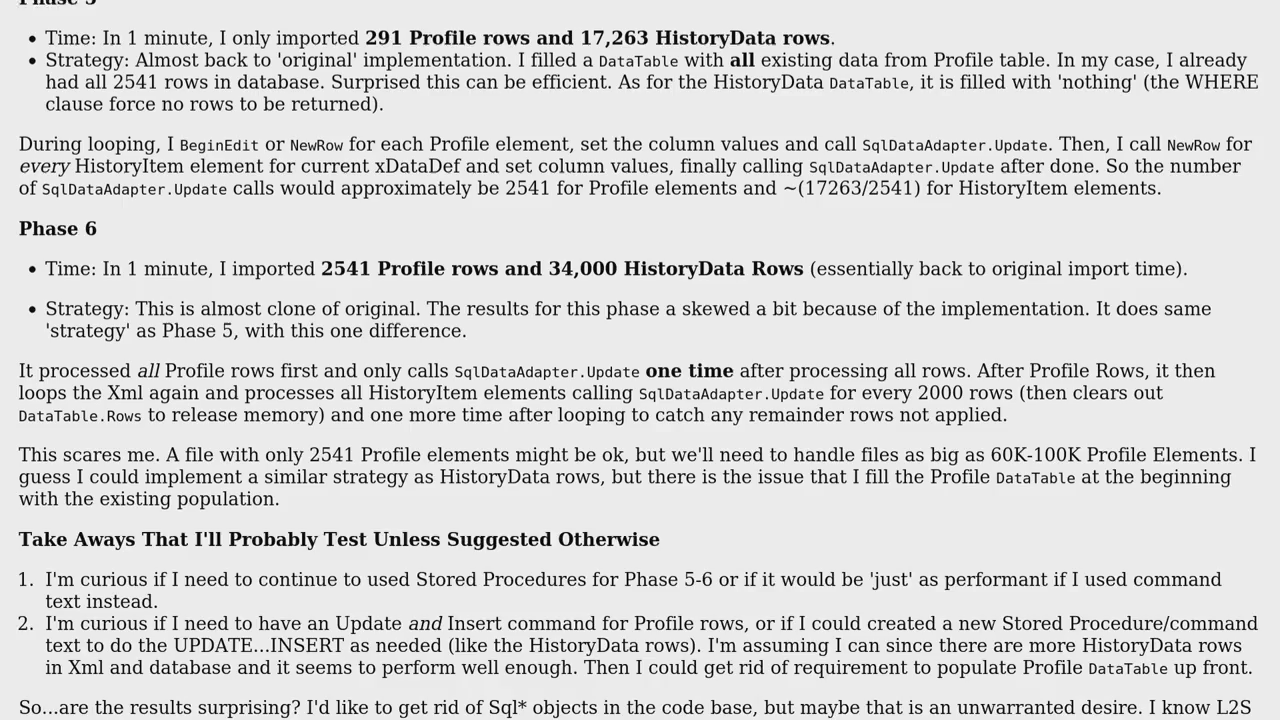 Phase 5
• Time: In 1 minute, I only imported 291 Profile rows and 17,263 HistoryData rows.
• Strategy: Almost back to 'original' implementation. I filled a DataTable with all existing data from Profile table. In my case, I already
had all 2541 rows in database. Surprised this can be efficient. As for the HistoryData DataTable, it is filled with 'nothing' (the WHERE
clause force no rows to be returned).
During looping, I BeginEdit or NewRow for each Profile element, set the column values and call SqlDataAdapter.Update. Then, I call NewRow for
every HistoryItem element for current xDataDef and set column values, finally calling SqlDataAdapter.Update after done. So the number
of SqlDataAdapter.Update calls would approximately be 2541 for Profile elements and ~(17263/2541) for HistoryItem elements.
Phase 6
• Time: In 1 minute, I imported 2541 Profile rows and 34,000 HistoryData Rows (essentially back to original import time).
• Strategy: This is almost clone of original. The results for this phase a skewed a bit because of the implementation. It does same
'strategy' as Phase 5, with this one difference.
It processed all Profile rows first and only calls SqlDataAdapter.Update one time after processing all rows. After Profile Rows, it then
loops the Xml again and processes all HistoryItem elements calling SqlDataAdapter.Update for every 2000 rows (then clears out
DataTable.Rows to release memory) and one more time after looping to catch any remainder rows not applied.
This scares me. A file with only 2541 Profile elements might be ok, but we'll need to handle files as big as 60K-100K Profile Elements. I
guess I could implement a similar strategy as HistoryData rows, but there is the issue that I fill the Profile DataTable at the beginning
with the existing population.
Take Aways That I'll Probably Test Unless Suggested Otherwise
1. I'm curious if I need to continue to used Stored Procedures for Phase 5-6 or if it would be 'just' as performant if I used command
text instead.
2. I'm curious if I need to have an Update and Insert command for Profile rows, or if I could created a new Stored Procedure/command
text to do the UPDATE...INSERT as needed (like the HistoryData rows). I'm assuming I can since there are more HistoryData rows
in Xml and database and it seems to perform well enough. Then I could get rid of requirement to populate Profile DataTable up front.
So...are the results surprising? I'd like to get rid of Sql* objects in the code base, but maybe that is an unwarranted desire. I know L2S